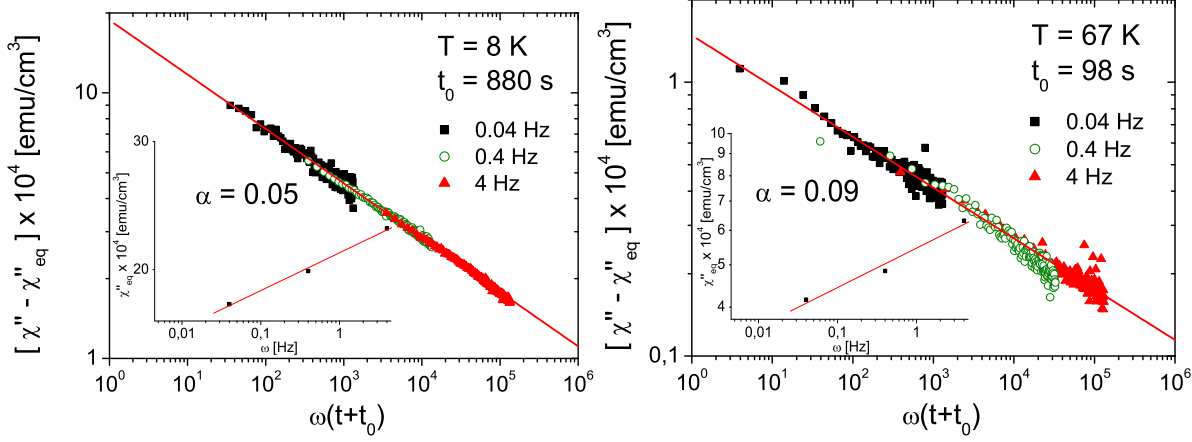 [ χ" - χ"eq ] x 10^4 [emu/cm^3]
10
1
T = 8 K
t_0 = 880 s
0.04 Hz
0.4 Hz
4 Hz
30
20
χ"eq x 10^4 [emu/cm^3]
α = 0.05
0,01 0,1 1
ω [Hz]
10^0 10^1 10^2 10^3 10^4 10^5 10^6
ω(t+t_0)
[ χ" - χ"eq ] x 10^4 [emu/cm^3]
1
0,1
T = 67 K
t_0 = 98 s
0.04 Hz
0.4 Hz
4 Hz
10
9
8
7
6
5
4
χ"eq x 10^4 [emu/cm^3]
α = 0.09
0,01 0,1 1
ω [Hz]
10^0 10^1 10^2 10^3 10^4 10^5 10^6
ω(t+t_0)